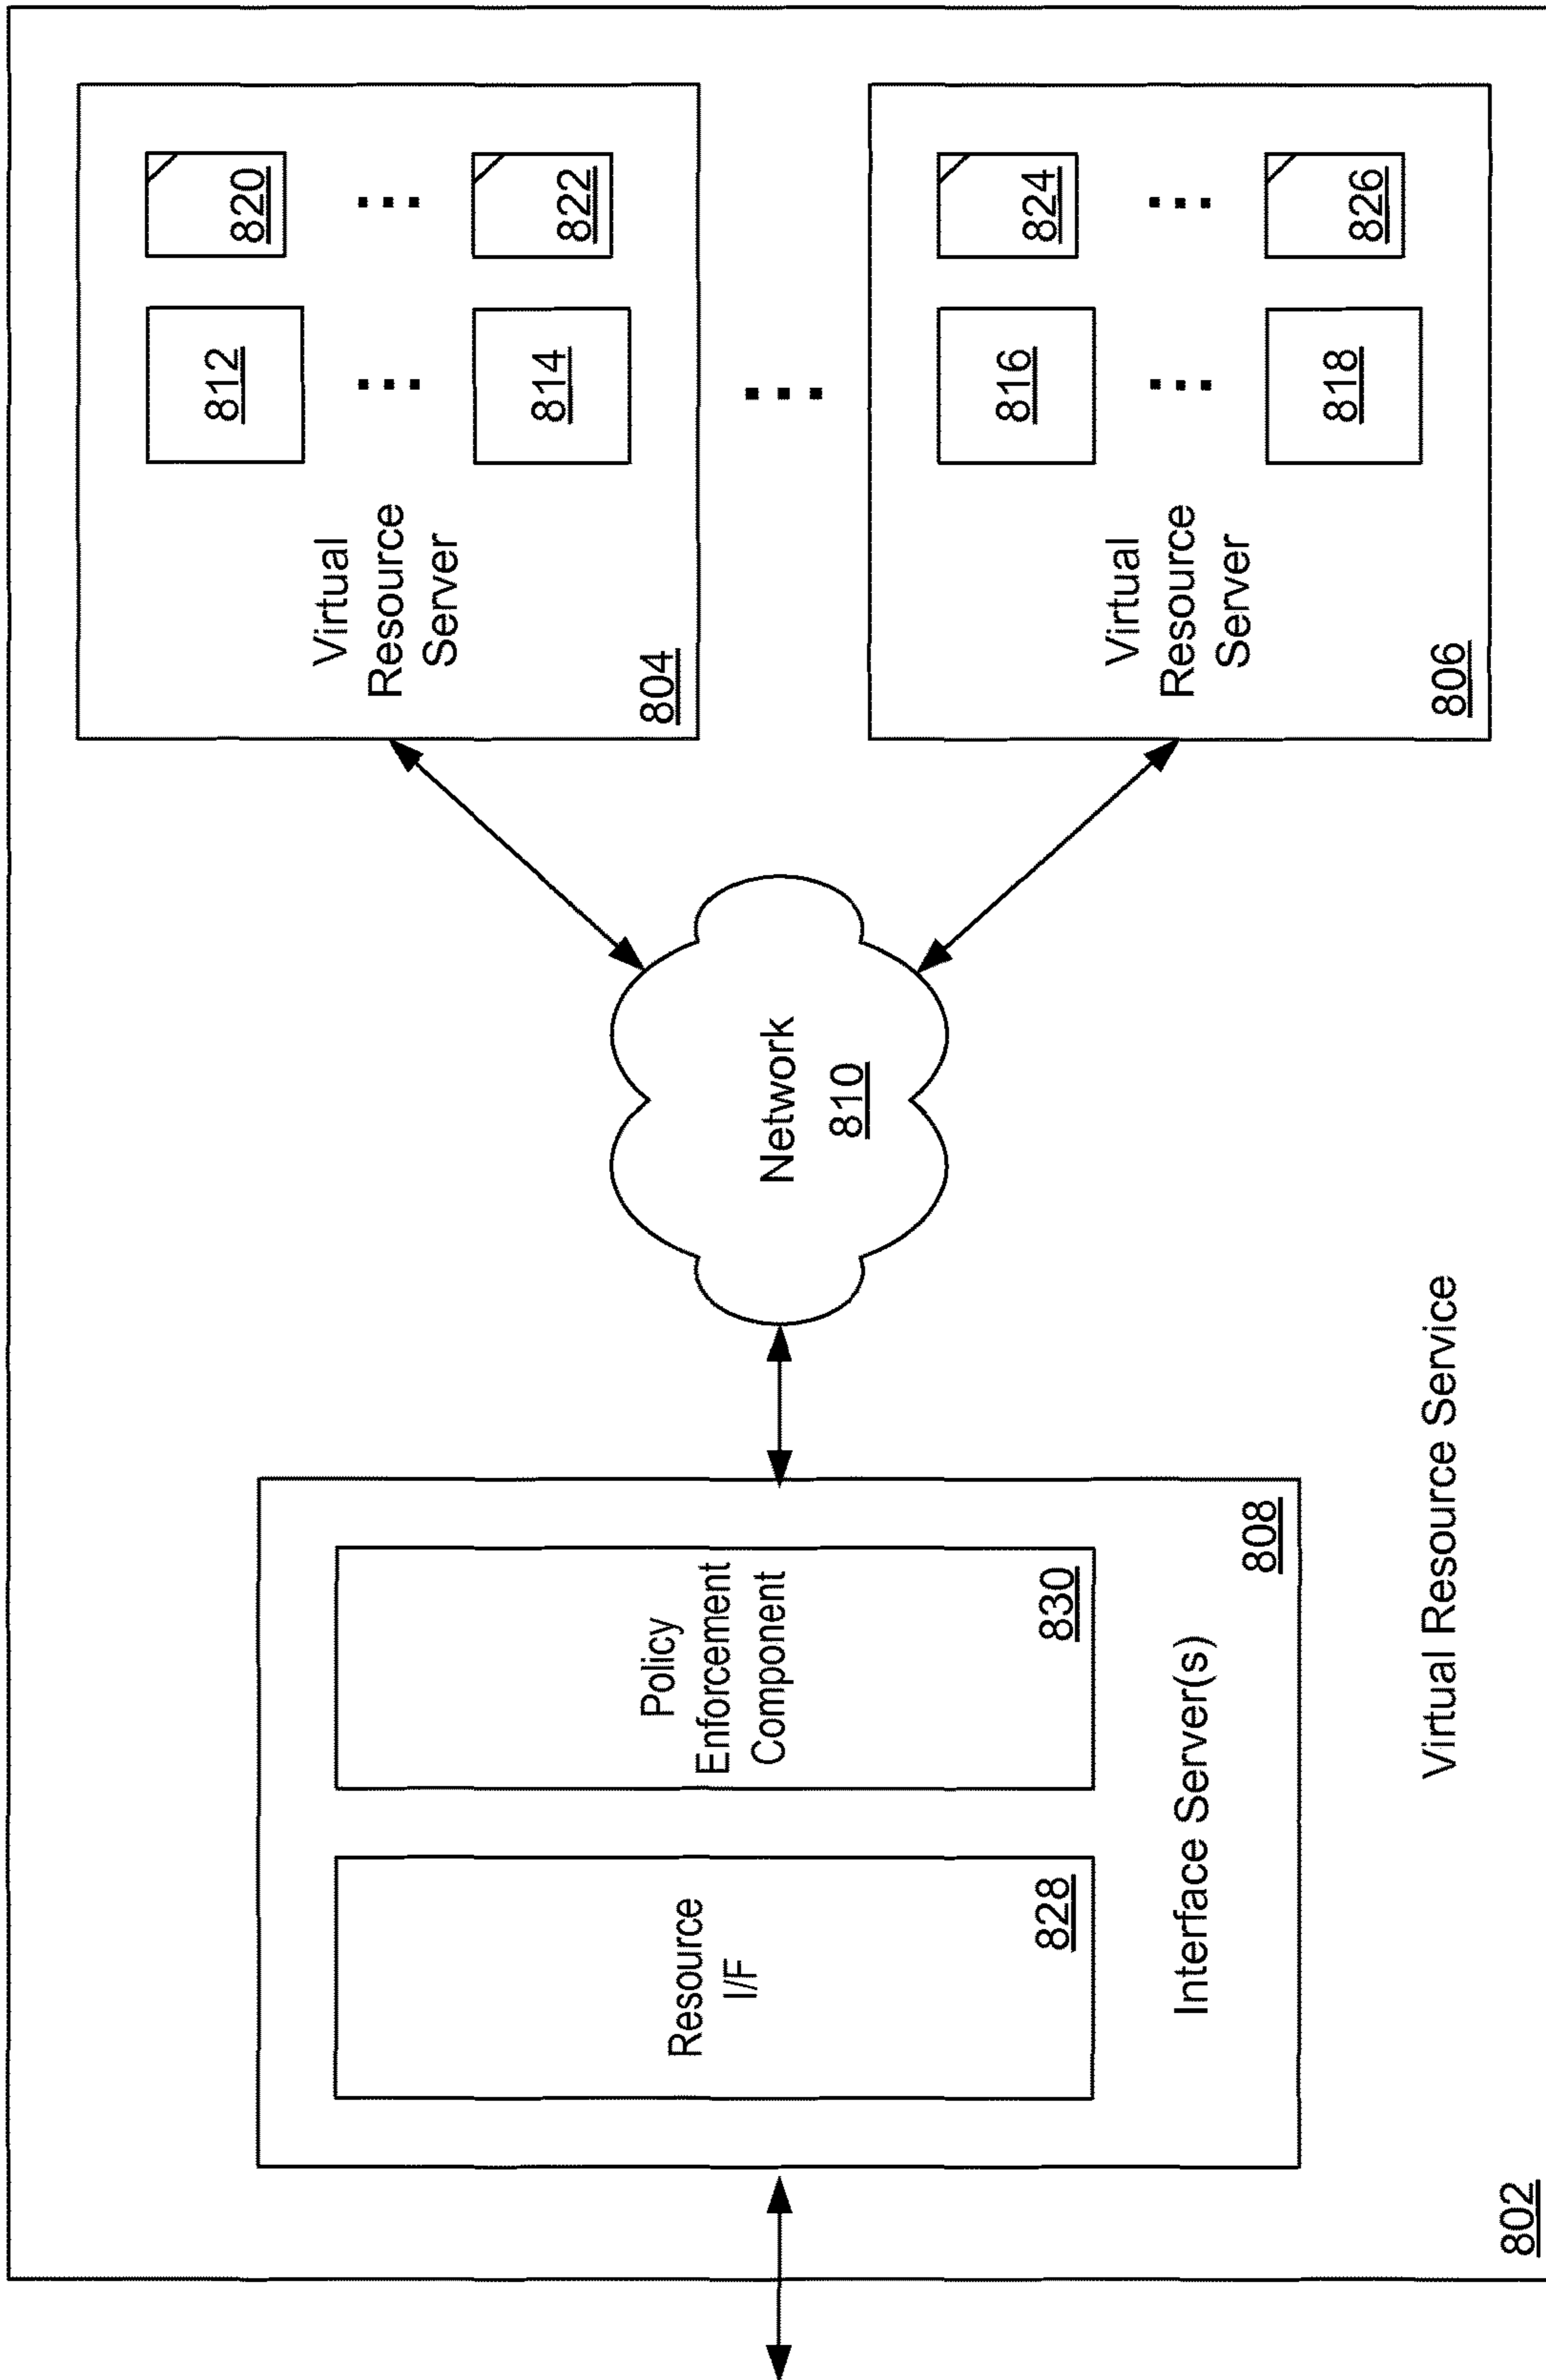 Resource
I/F
828
Policy
Enforcement
Component
830
Interface Server(s)
808
Network
810
Virtual
Resource
Server
804
812
814
820
822
Virtual
Resource
Server
806
816
818
824
826
Virtual Resource Service
802